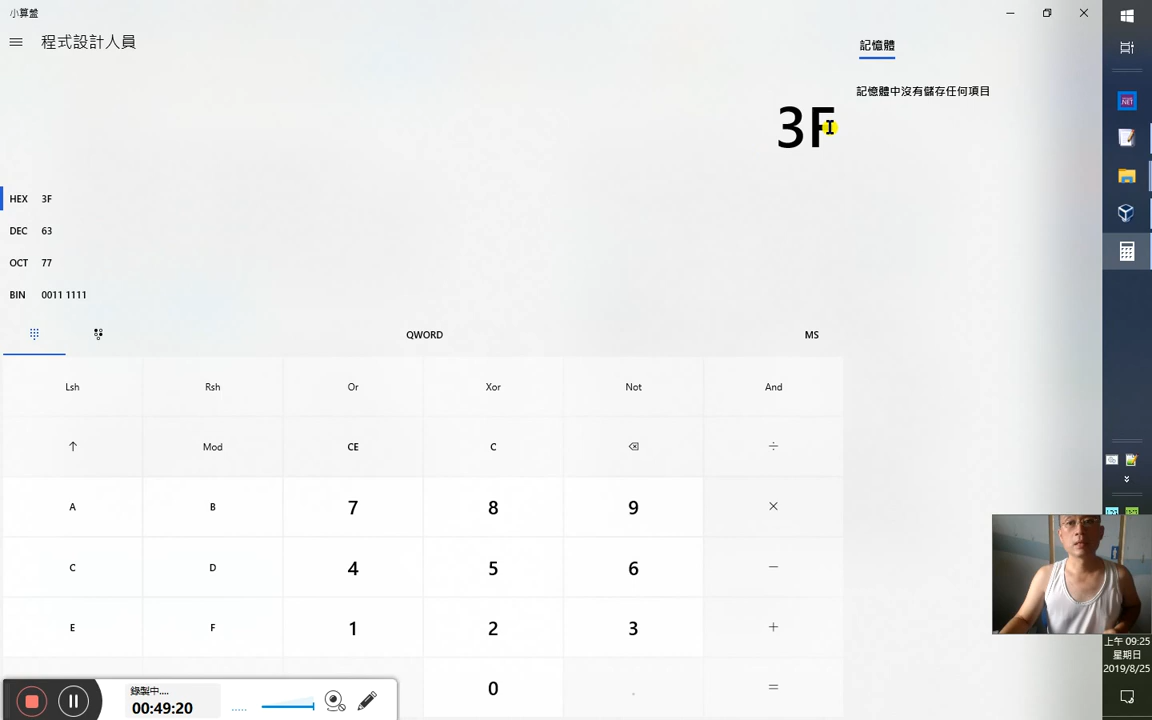 小算盤
程式設計人員
記憶體
記憶體中沒有儲存任何項目
3F
HEX 3F
DEC 63
OCT 77
BIN 0011 1111
QWORD
MS
Lsh Rsh Or Xor Not And
↑ Mod CE C ⌫ ÷
A B 7 8 9 ×
C D 4 5 6 −
E F 1 2 3 +
0 . =
錄製中....
00:49:20
上午 09:25
星期日
2019/8/25